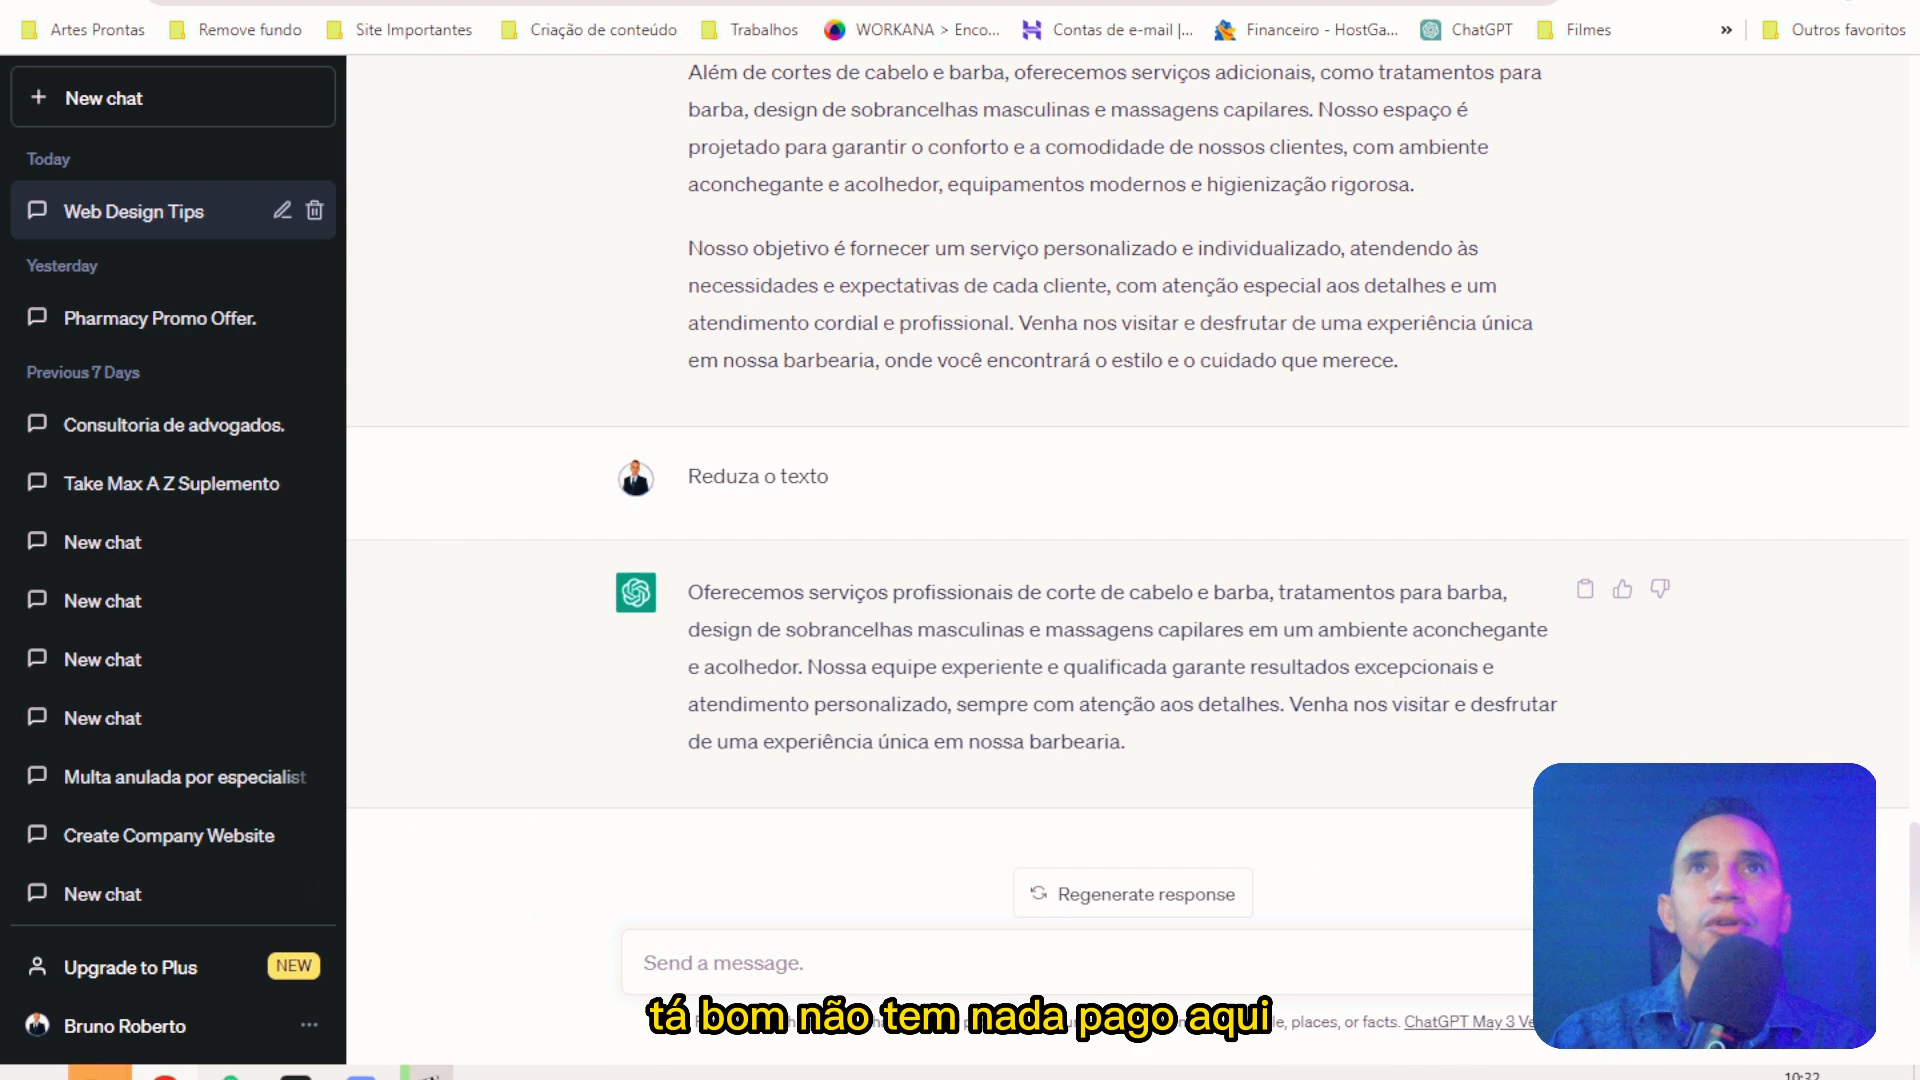 Artes Prontas Remove fundo Site Importantes Criação de conteúdo Trabalhos WORKANA > Enco... Contas de e-mail |... Financeiro - HostGa... ChatGPT Filmes » Outros favoritos
+ New chat
Today
Web Design Tips
Yesterday
Pharmacy Promo Offer.
Previous 7 Days
Consultoria de advogados.
Take Max A Z Suplemento
New chat
New chat
New chat
New chat
Multa anulada por especialist
Create Company Website
New chat
Upgrade to Plus NEW
Bruno Roberto ...
Além de cortes de cabelo e barba, oferecemos serviços adicionais, como tratamentos para
barba, design de sobrancelhas masculinas e massagens capilares. Nosso espaço é
projetado para garantir o conforto e a comodidade de nossos clientes, com ambiente
aconchegante e acolhedor, equipamentos modernos e higienização rigorosa.
Nosso objetivo é fornecer um serviço personalizado e individualizado, atendendo às
necessidades e expectativas de cada cliente, com atenção especial aos detalhes e um
atendimento cordial e profissional. Venha nos visitar e desfrutar de uma experiência única
em nossa barbearia, onde você encontrará o estilo e o cuidado que merece.
Reduza o texto
Oferecemos serviços profissionais de corte de cabelo e barba, tratamentos para barba,
design de sobrancelhas masculinas e massagens capilares em um ambiente aconchegante
e acolhedor. Nossa equipe experiente e qualificada garante resultados excepcionais e
atendimento personalizado, sempre com atenção aos detalhes. Venha nos visitar e desfrutar
de uma experiência única em nossa barbearia.
Regenerate response
Send a message.
tá bom não tem nada pago aqui
places, or facts. ChatGPT May 3 Ve
10:32